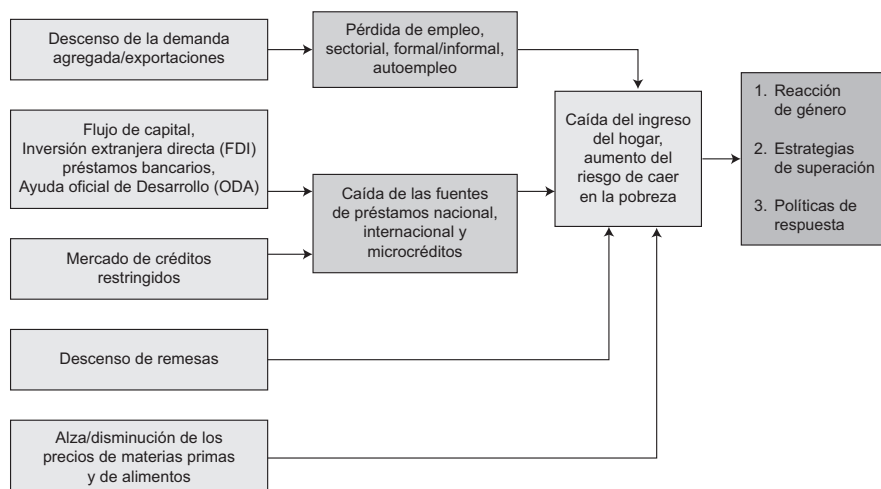 Descenso de la demanda
agregada/exportaciones
Pérdida de empleo,
sectorial, formal/informal,
autoempleo
Flujo de capital,
Inversión extranjera directa (FDI)
préstamos bancarios,
Ayuda oficial de Desarrollo (ODA)
Caída de las fuentes
de préstamos nacional,
internacional y
microcréditos
Mercado de créditos
restringidos
Descenso de remesas
Alza/disminución de los
precios de materias primas
y de alimentos
Caída del ingreso
del hogar,
aumento del
riesgo de caer
en la pobreza
1. Reacción
de género
2. Estrategias
de superación
3. Políticas de
respuesta